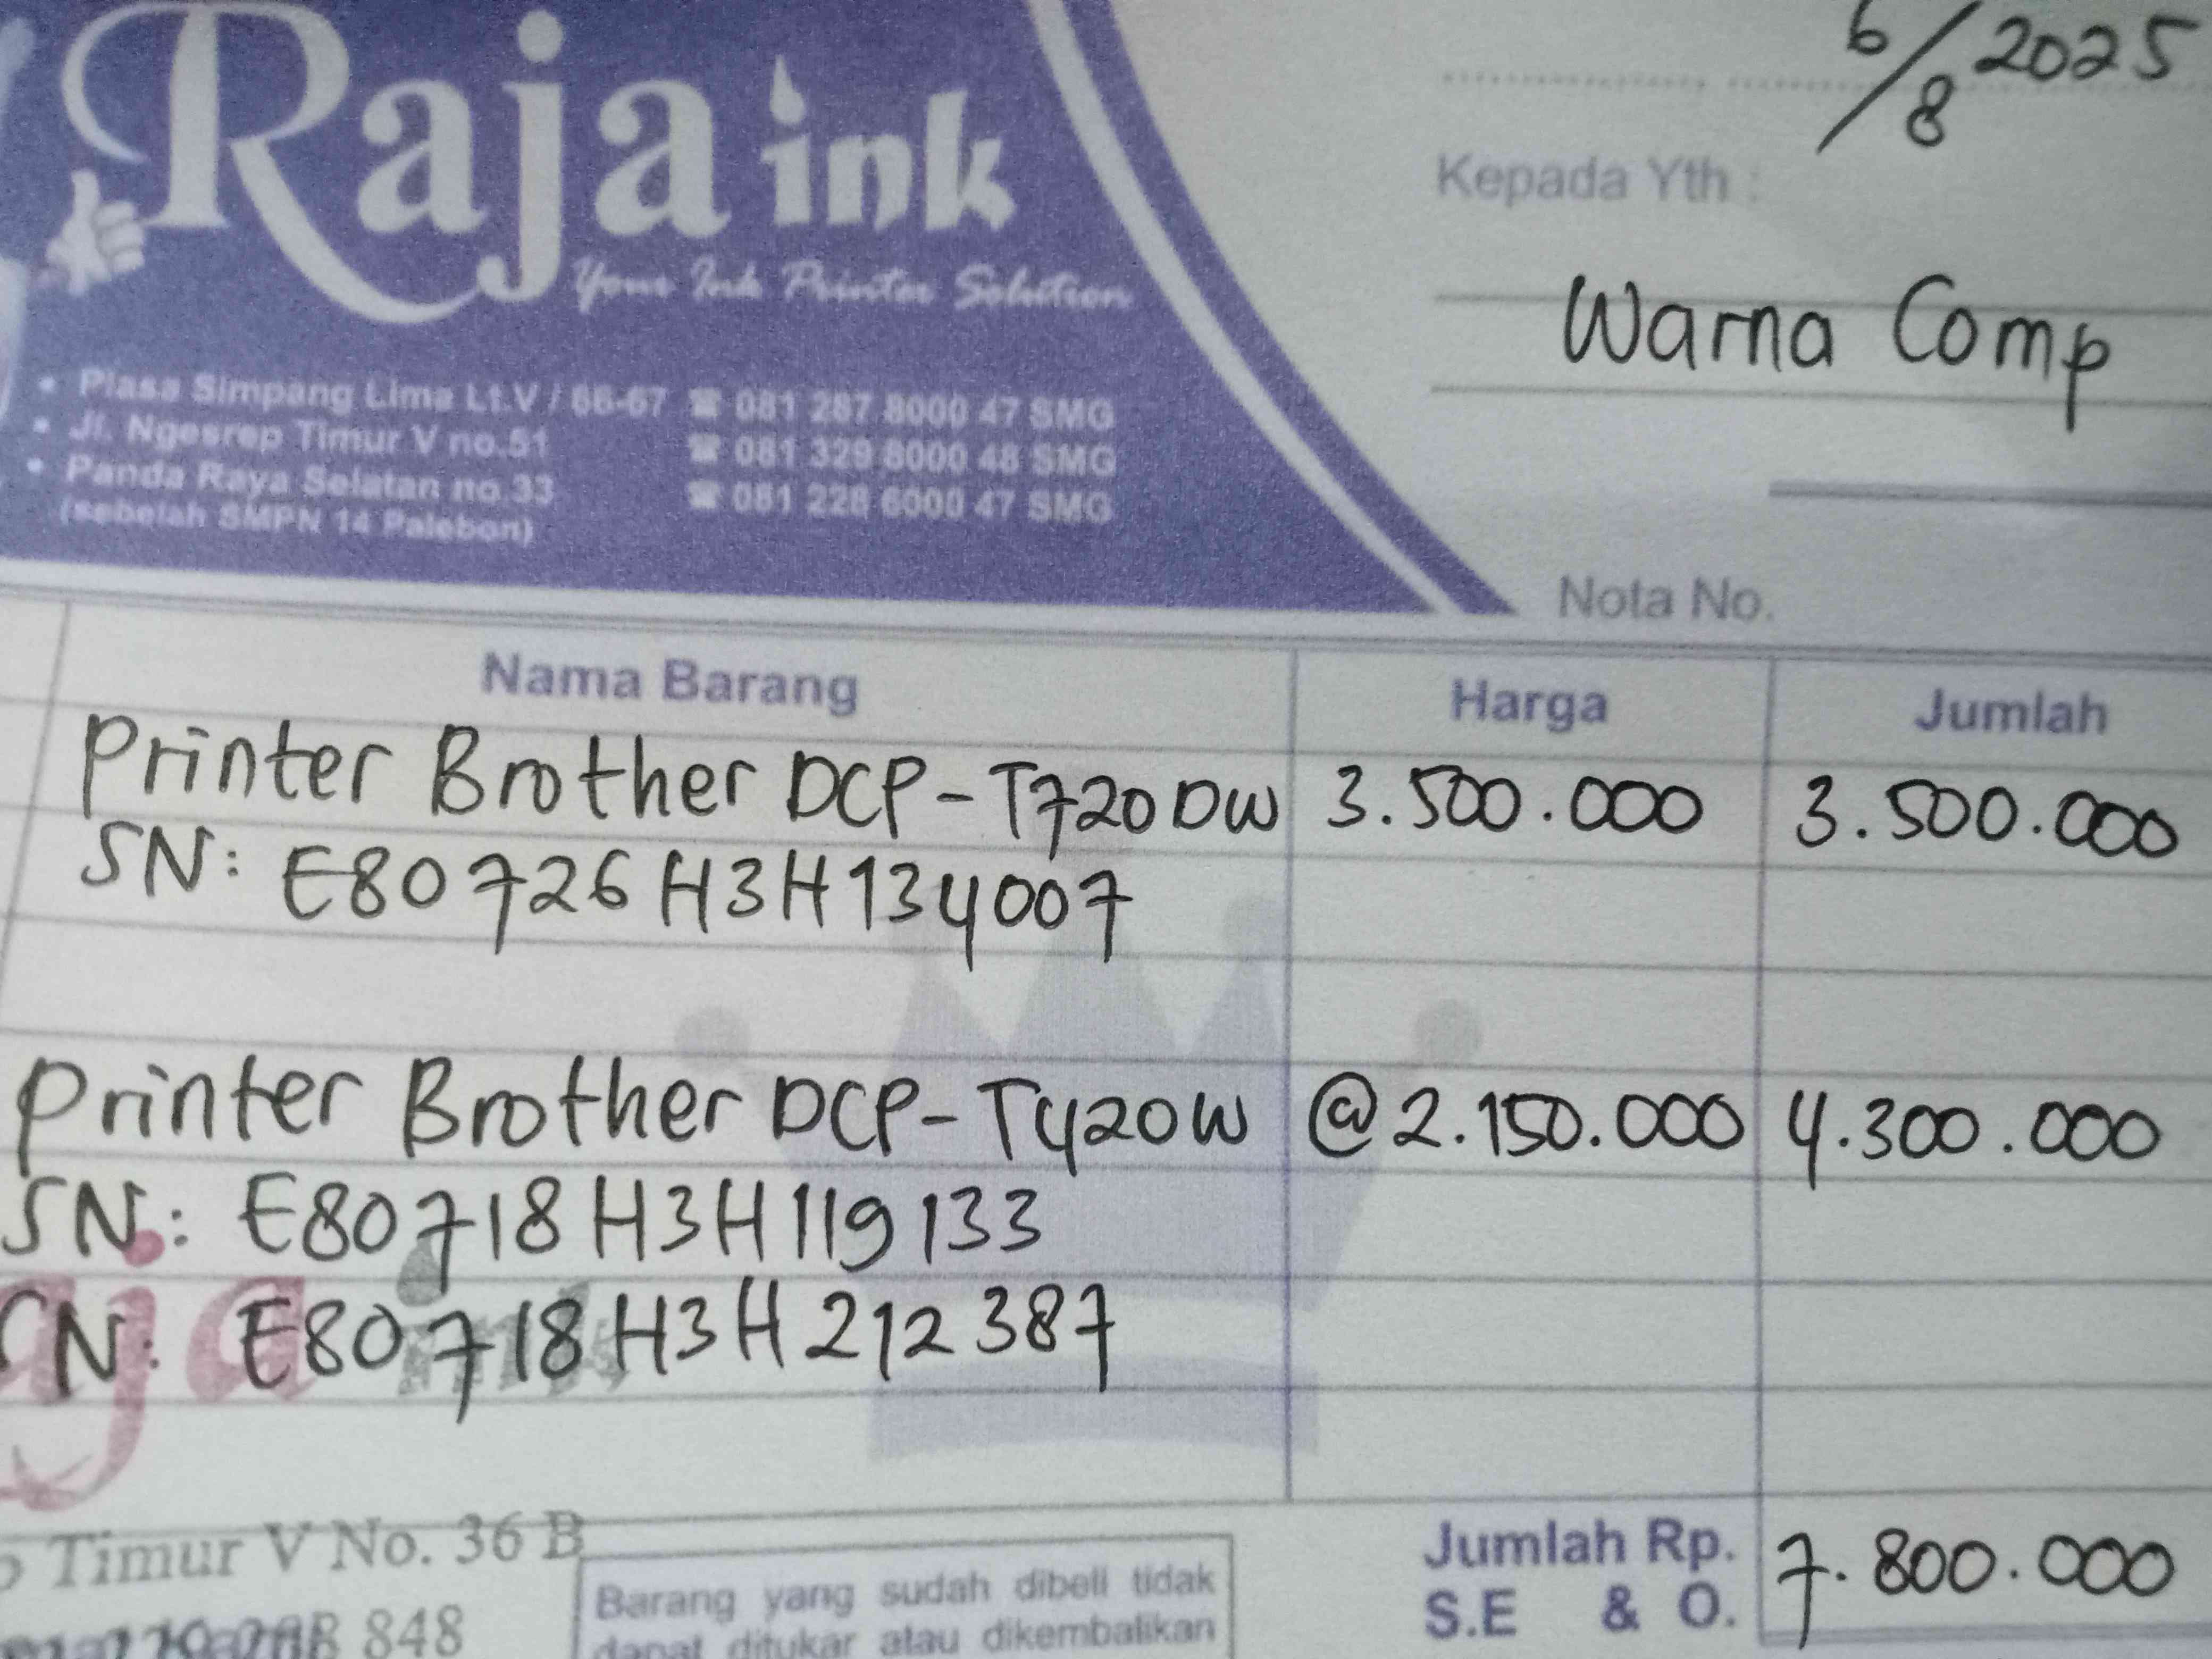 Raja ink
Your Ink Printer Solution
• Plasa Simpang Lima Lt.V / 66-67 ☎ 081 287 8000 47 SMG
• Jl. Ngesrep Timur V no.51 ☎ 081 329 8000 48 SMG
• Panda Raya Selatan no.33 ☎ 081 228 6000 47 SMG
(sebelah SMPN 14 Palebon)
6/8 2025
Kepada Yth :
Warna Comp
Nota No.
Nama Barang Harga Jumlah
Printer Brother DCP-T720DW 3.500.000 3.500.000
SN: E80726H3H134007
Printer Brother DCP-T420W @2.150.000 4.300.000
SN: E80718H3H119133
SN: E80718H3H212387
Timur V No. 36 B
848
Barang yang sudah dibeli tidak
dapat ditukar atau dikembalikan
Jumlah Rp. 7.800.000
S.E & O.